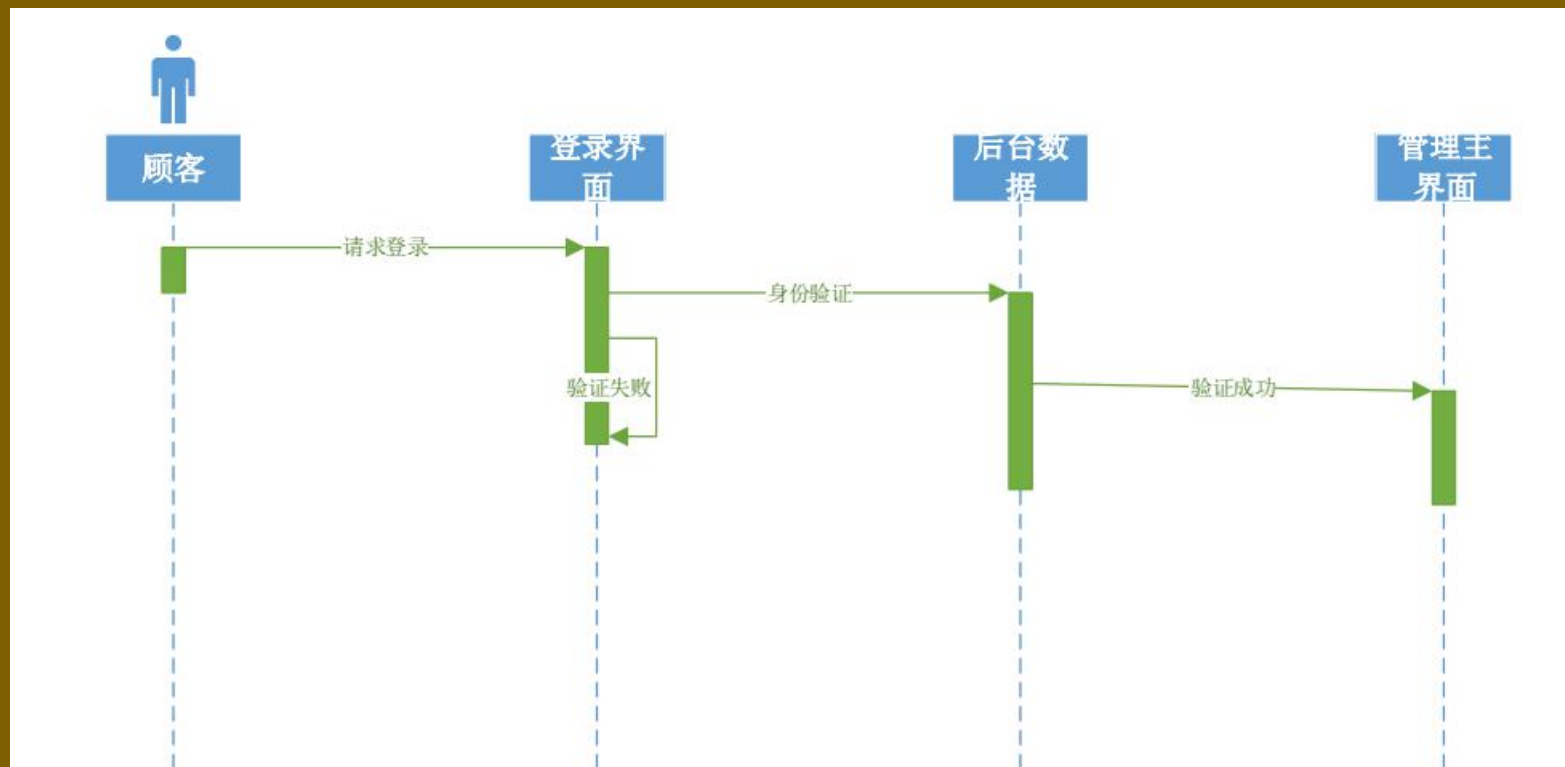 顾客
登录界
面
后台数
据
管理主
界面
请求登录
身份验证
验证失败
验证成功